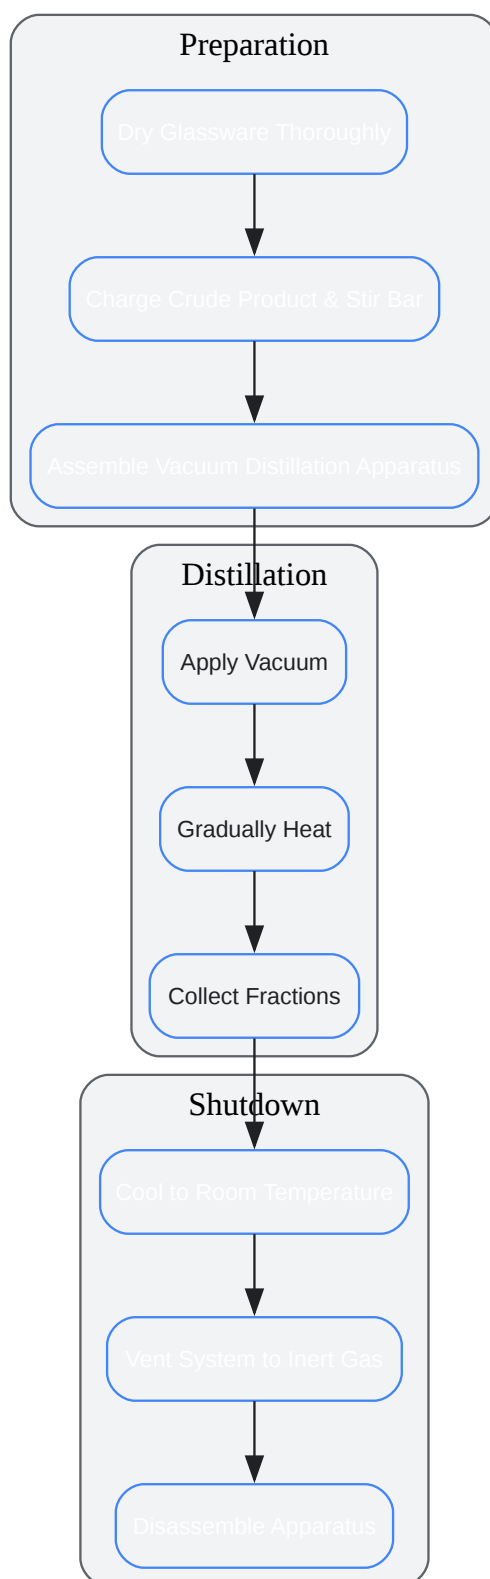 Preparation
Dry Glassware Thoroughly
Charge Crude Product & Stir Bar
Assemble Vacuum Distillation Apparatus
Distillation
Apply Vacuum
Gradually Heat
Collect Fractions
Shutdown
Cool to Room Temperature
Vent System to Inert Gas
Disassemble Apparatus